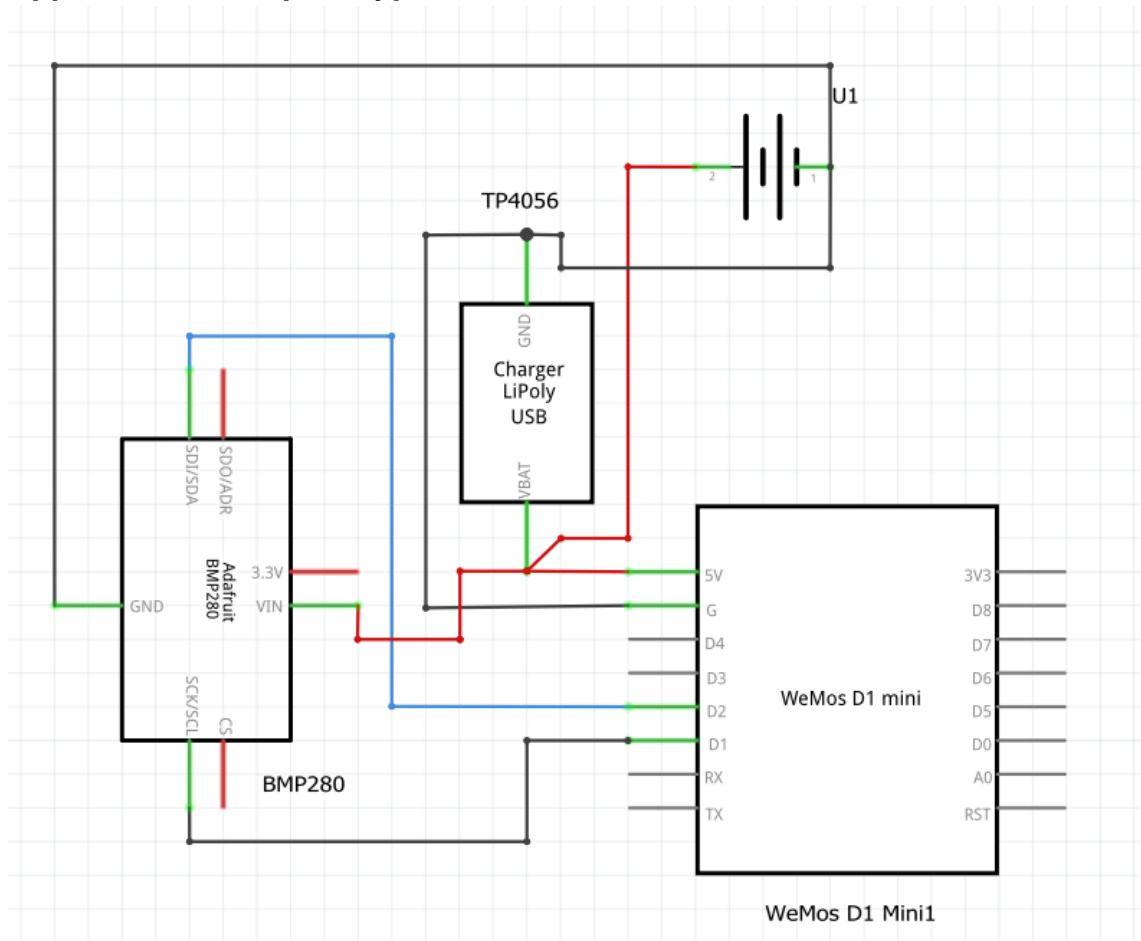 U1
2
1
TP4056
GND
Charger
LiPoly
USB
VBAT
SDI/SDA
SDO/ADR
Adafruit
BMP280
3.3V
GND
VIN
SCK/SCL
CS
BMP280
5V
3V3
G
D8
D4
D7
D3
D6
WeMos D1 mini
D2
D5
D1
D0
RX
A0
TX
RST
WeMos D1 Mini1